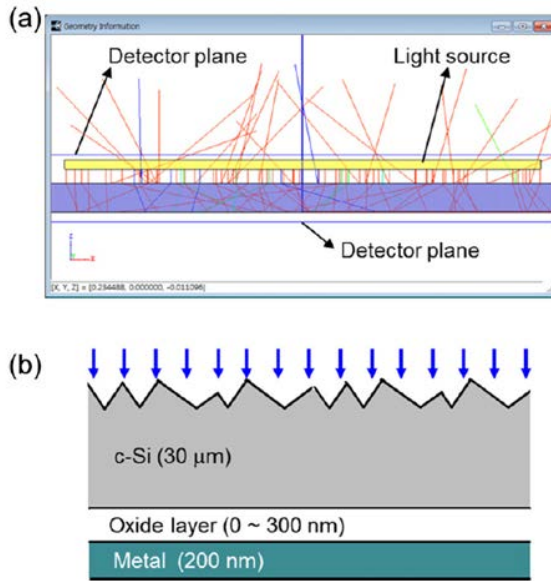 (a)
Geometry Information
Detector plane
Light source
Detector plane
[X, Y, Z] = [0.254488, 0.000000, -0.011096]
(b)
c-Si (30 μm)
Oxide layer (0 ~ 300 nm)
Metal (200 nm)